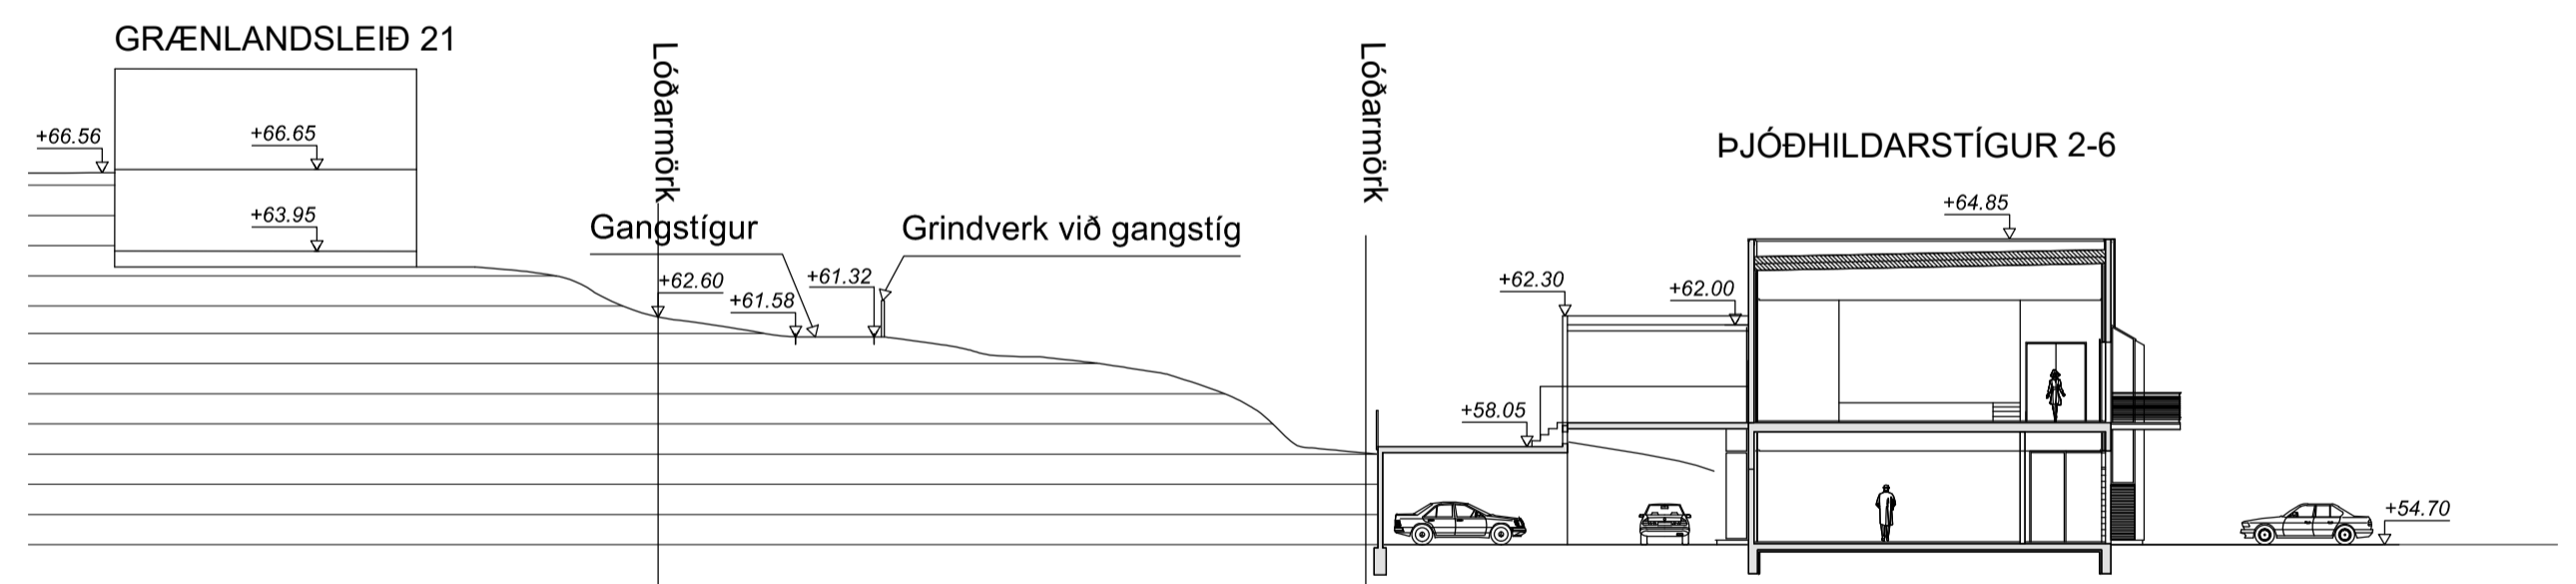 GRÆNLANDSLEIÐ 21
+66.56
+66.65
+63.95
Lóðarmörk
Gangstígur
+62.60
+61.58
+61.32
Grindverk við gangstíg
Lóðarmörk
ÞJÓÐHILDARSTÍGUR 2-6
+64.85
+62.30
+62.00
+58.05
+54.70